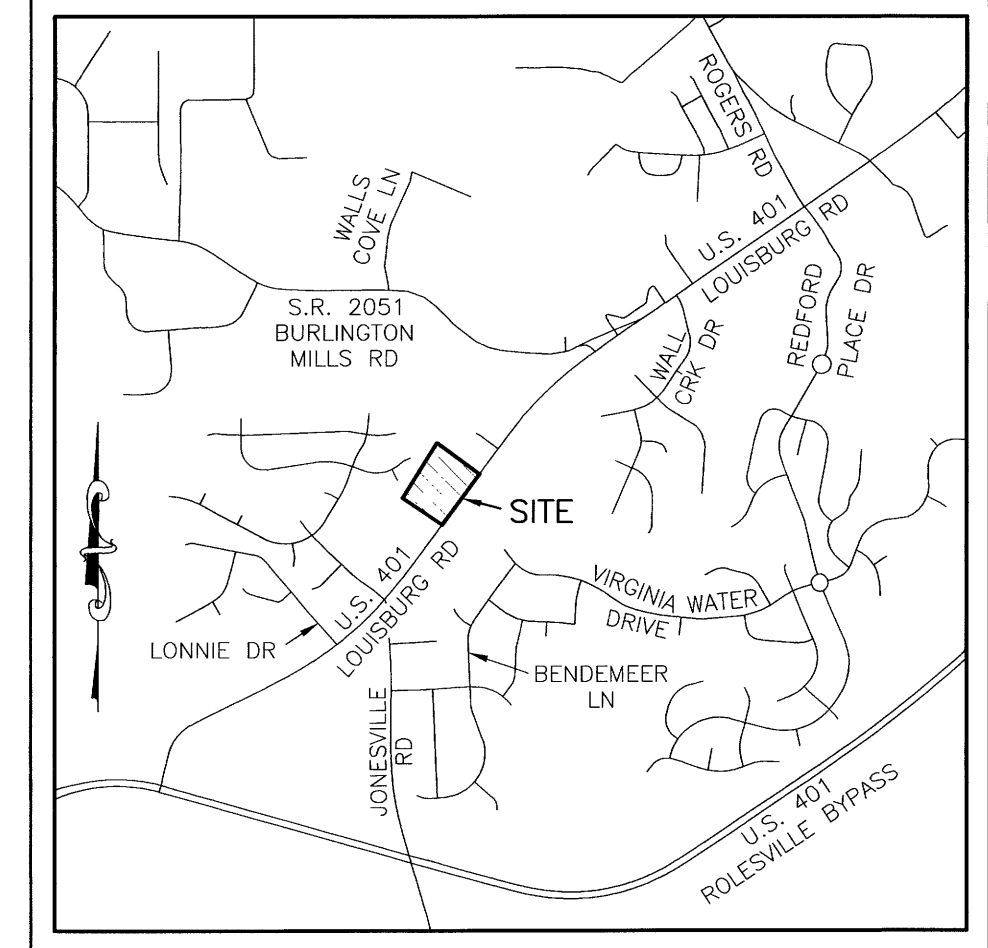 ROGERS RD
WALLS
COVE LN
U.S. 401
LOUISBURG RD
S.R. 2051
BURLINGTON
MILLS RD
REDFORD
PLACE DR
WALL
CRK DR
SITE
U.S. 401
LOUISBURG RD
VIRGINIA WATER
DRIVE
LONNIE DR
BENDEMEER
LN
JONESVILLE
RD
U.S. 401
ROLESVILLE BYPASS